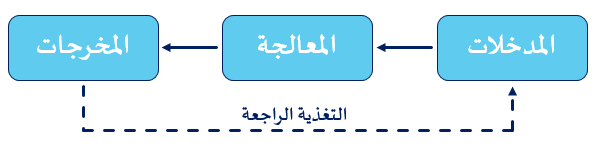 المدخلات
المعالجة
المخرجات
التغذية الراجعة